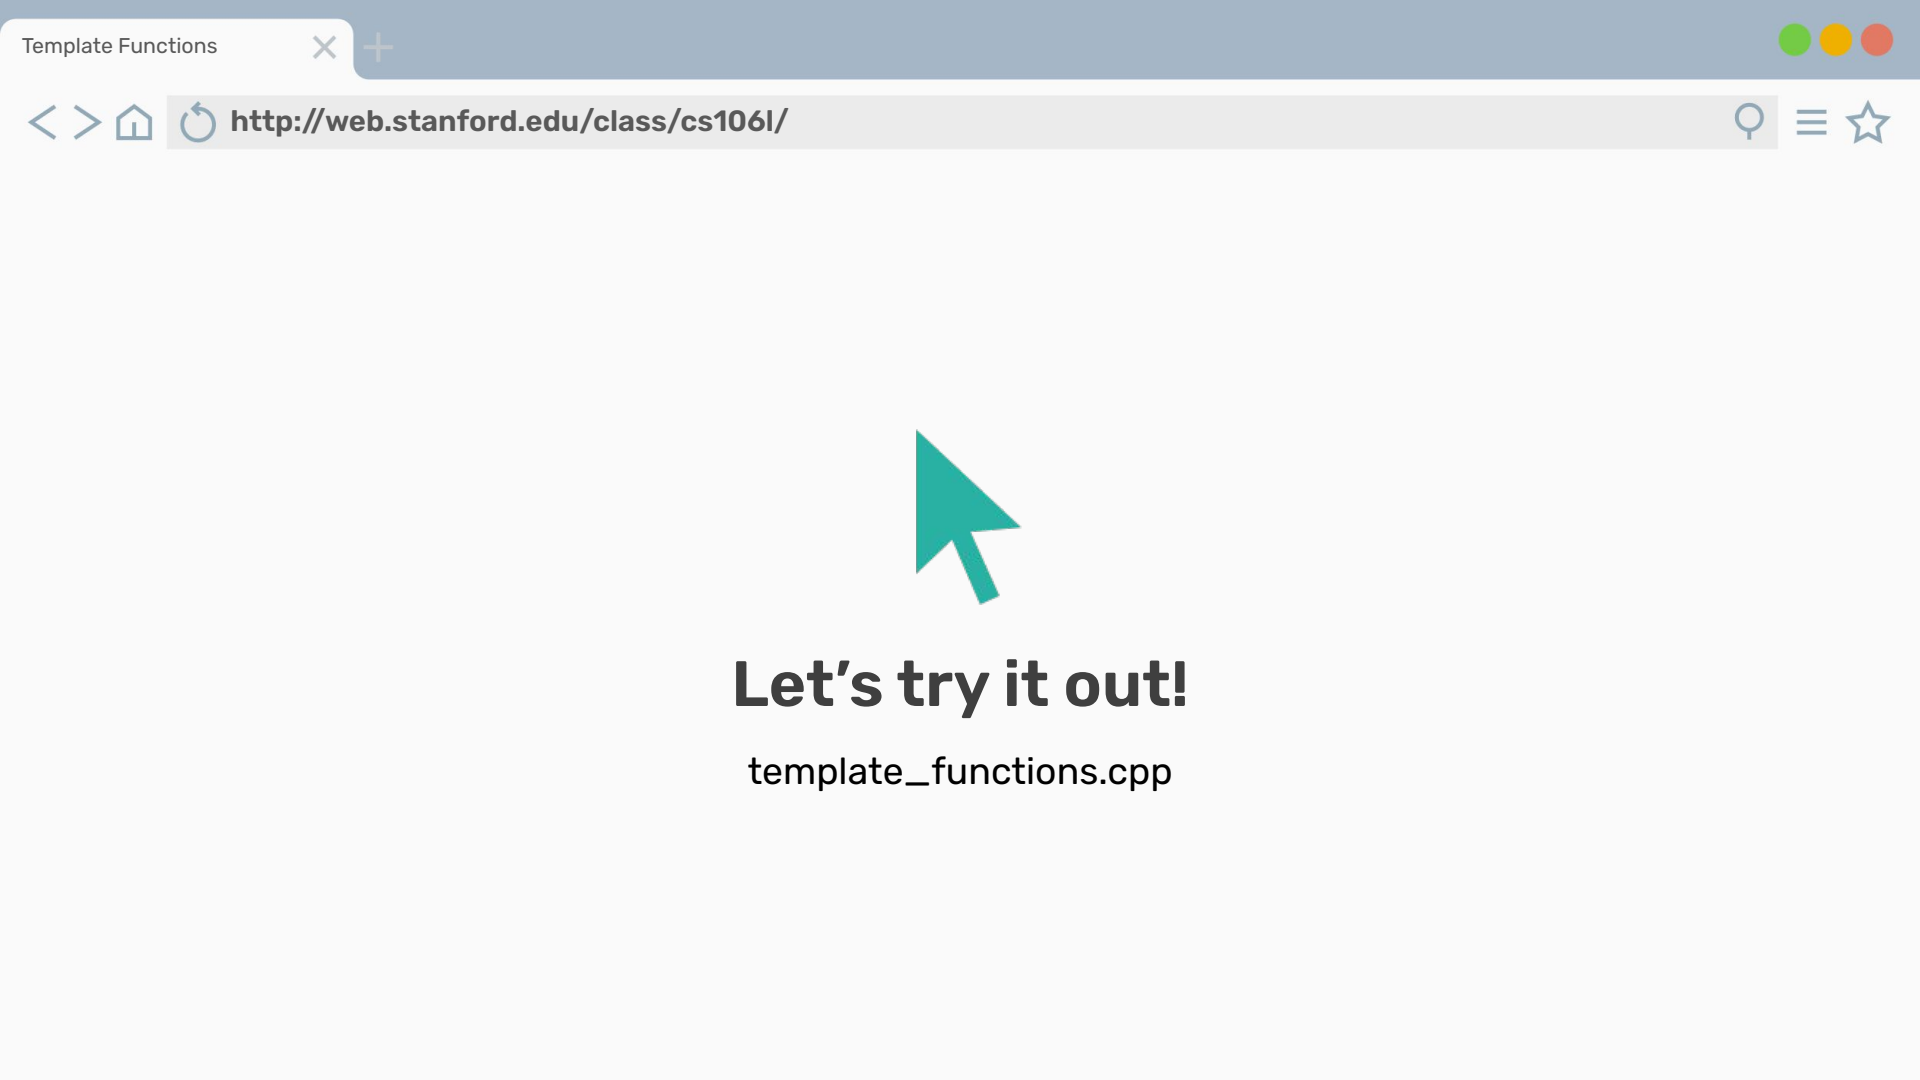 Template Functions
http://web.stanford.edu/class/cs106l/
Let’s try it out!
template_functions.cpp